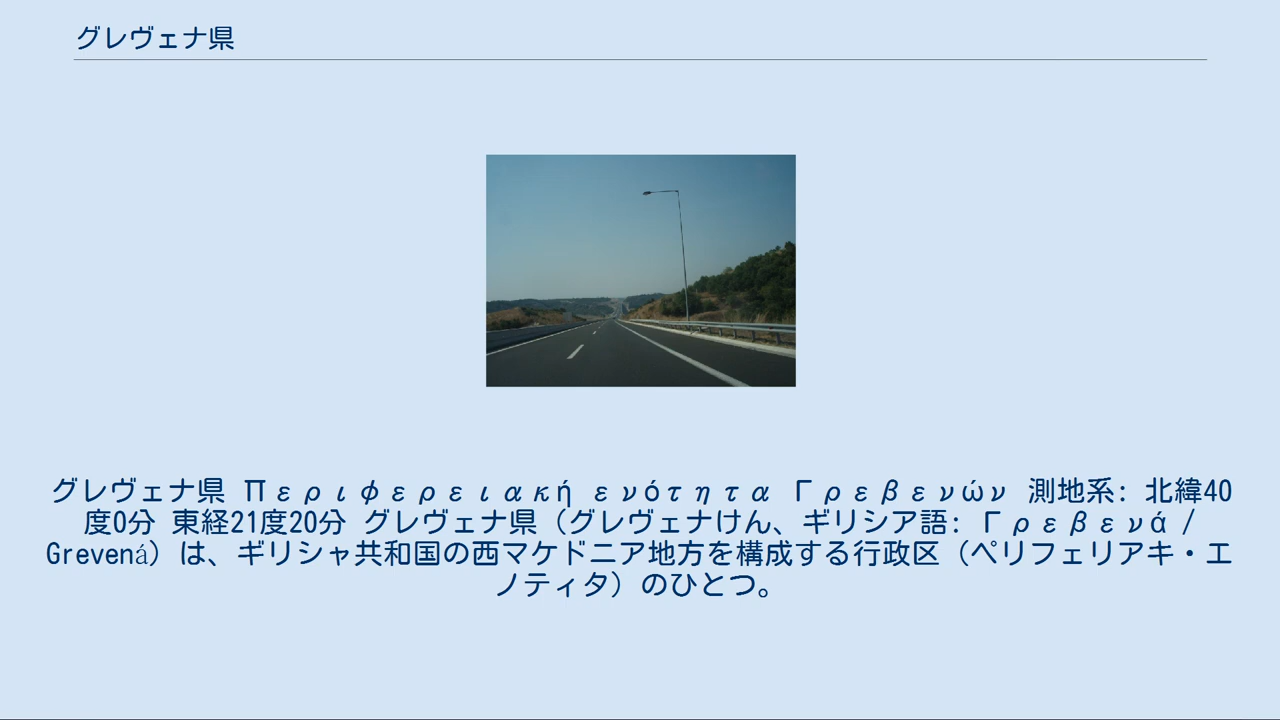 グレヴェナ県
グレヴェナ県 Περιφερειακή ενότητα Γρεβενών 測地系: 北緯40
度0分 東経21度20分 グレヴェナ県（グレヴェナけん、ギリシア語: Γρεβενά /
Grevená）は、ギリシャ共和国の西マケドニア地方を構成する行政区（ペリフェリアキ・エ
ノティタ）のひとつ。